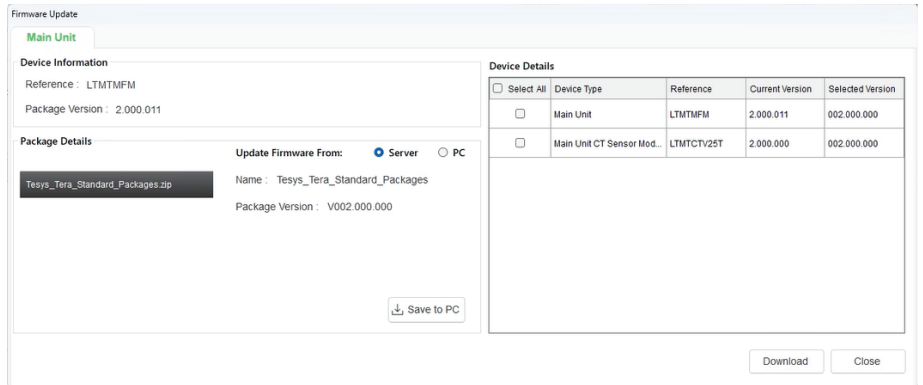 Firmware Update
Main Unit
Device Information
Reference : LTMTMFM
Package Version : 2.000.011
Package Details
Tesys_Tera_Standard_Packages.zip
Update Firmware From: Server PC
Name : Tesys_Tera_Standard_Packages
Package Version : V002.000.000
Save to PC
Device Details
Select All Device Type Reference Current Version Selected Version
Main Unit LTMTMFM 2.000.011 002.000.000
Main Unit CT Sensor Mod... LTMTCTV25T 2.000.000 002.000.000
Download Close